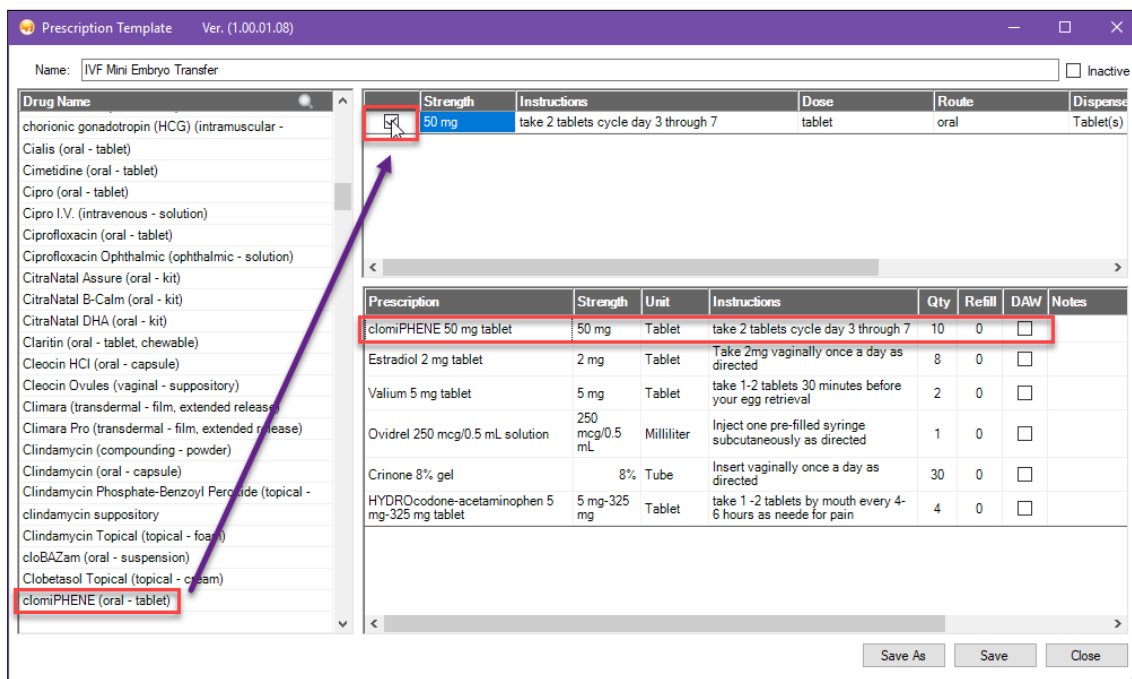 Prescription Template Ver. (1.00.01.08)
Name: IVF Mini Embryo Transfer Inactive
Drug Name
chorionic gonadotropin (HCG) (intramuscular -
Cialis (oral - tablet)
Cimetidine (oral - tablet)
Cipro (oral - tablet)
Cipro I.V. (intravenous - solution)
Ciprofloxacin (oral - tablet)
Ciprofloxacin Ophthalmic (ophthalmic - solution)
CitraNatal Assure (oral - kit)
CitraNatal B-Calm (oral - kit)
CitraNatal DHA (oral - kit)
Claritin (oral - tablet, chewable)
Cleocin HCl (oral - capsule)
Cleocin Ovules (vaginal - suppository)
Climara (transdermal - film, extended release)
Climara Pro (transdermal - film, extended release)
Clindamycin (compounding - powder)
Clindamycin (oral - capsule)
Clindamycin Phosphate-Benzoyl Peroxide (topical -
clindamycin suppository
Clindamycin Topical (topical - foam)
cloBAZam (oral - suspension)
Clobetasol Topical (topical - cream)
clomiPHENE (oral - tablet)
Strength Instructions Dose Route Dispense
50 mg take 2 tablets cycle day 3 through 7 tablet oral Tablet(s)
Prescription Strength Unit Instructions Qty Refill DAW Notes
clomiPHENE 50 mg tablet 50 mg Tablet take 2 tablets cycle day 3 through 7 10 0
Estradiol 2 mg tablet 2 mg Tablet Take 2mg vaginally once a day as
directed 8 0
Valium 5 mg tablet 5 mg Tablet take 1-2 tablets 30 minutes before
your egg retrieval 2 0
Ovidrel 250 mcg/0.5 mL solution 250
mcg/0.5
mL Milliliter Inject one pre-filled syringe
subcutaneously as directed 1 0
Crinone 8% gel 8% Tube Insert vaginally once a day as
directed 30 0
HYDROcodone-acetaminophen 5
mg-325 mg tablet 5 mg-325
mg Tablet take 1 -2 tablets by mouth every 4-
6 hours as neede for pain 4 0
Save As Save Close